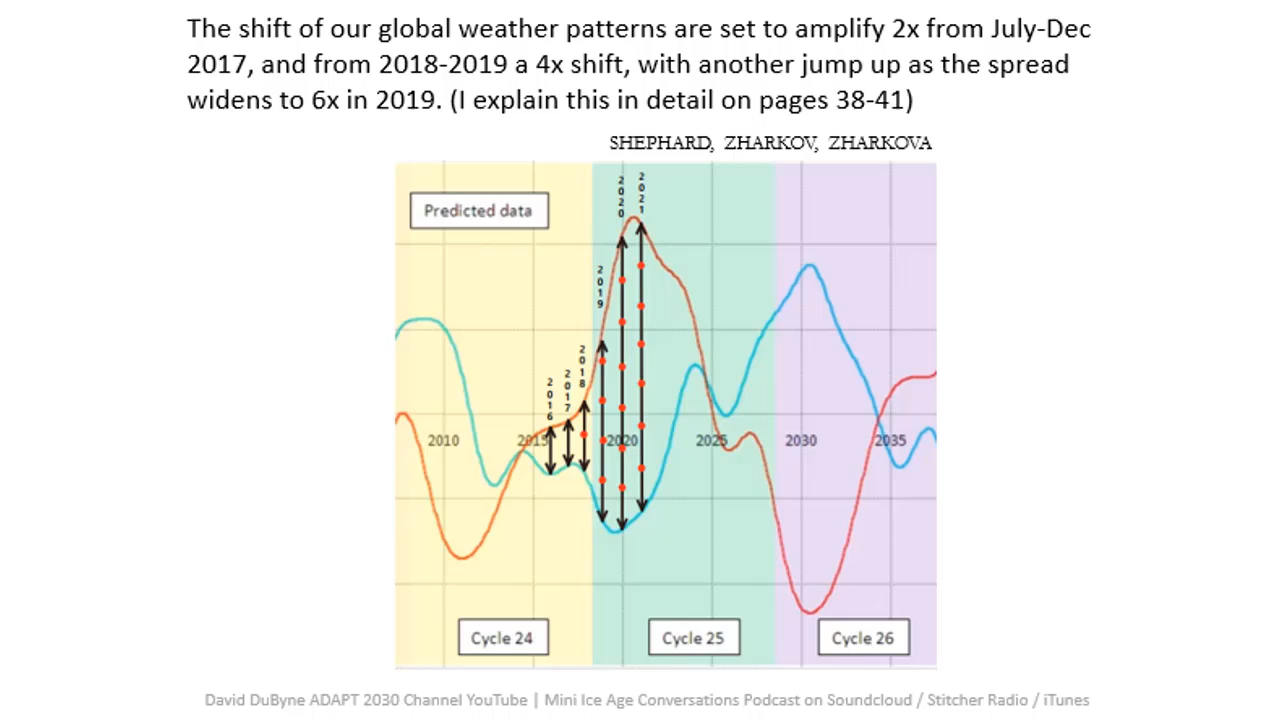 The shift of our global weather patterns are set to amplify 2x from July-Dec
2017, and from 2018-2019 a 4x shift, with another jump up as the spread
widens to 6x in 2019. (I explain this in detail on pages 38-41)
SHEPHARD, ZHARKOV, ZHARKOVA
2020
2021
Predicted data
2019
2018
2017
2016
2010
2015
2020
2025
2030
2035
Cycle 24
Cycle 25
Cycle 26
David DuByne ADAPT 2030 Channel YouTube | Mini Ice Age Conversations Podcast on Soundcloud / Stitcher Radio / iTunes